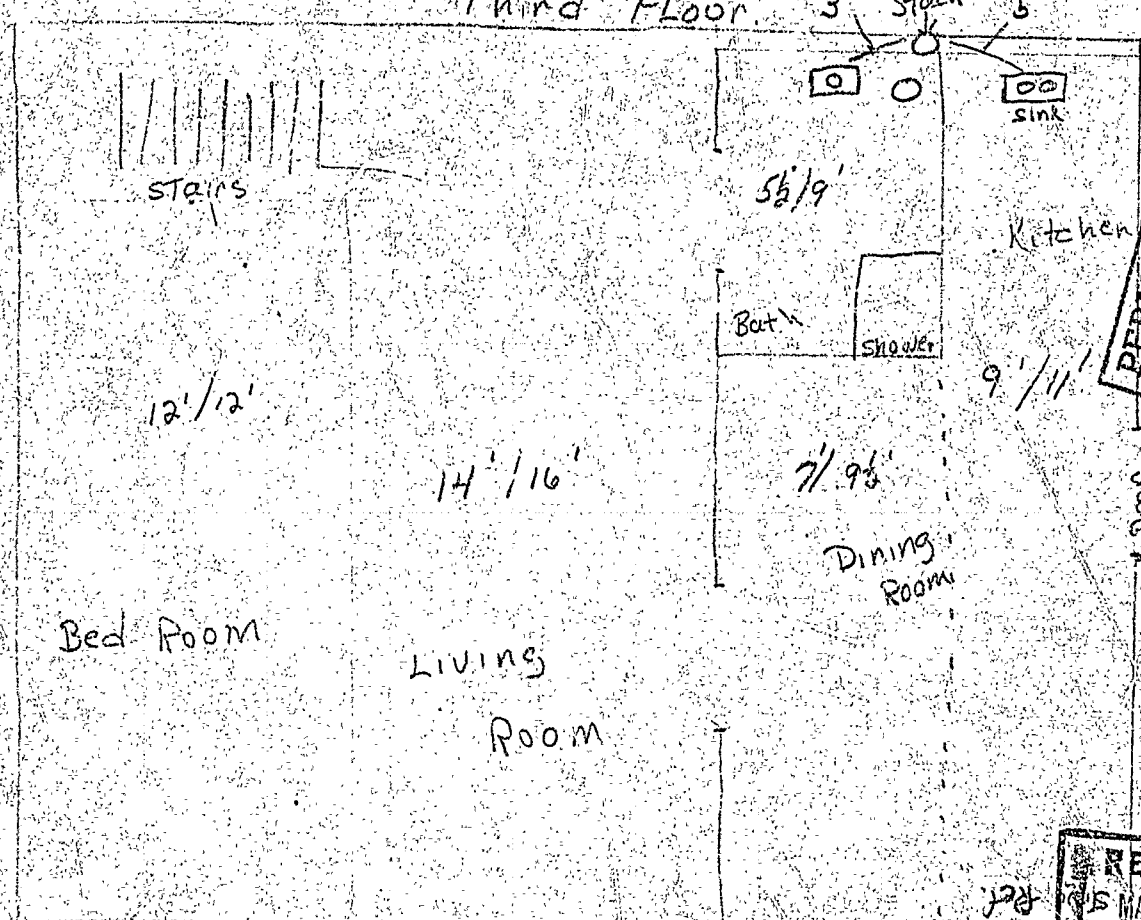 Third Floor.
3 Stack 5
sink
stairs
5½'/9'
Kitchen
Bath
shower
9'/11'
12'/12'
14'/16'
7'/9½'
Dining
Room
Bed Room
Living
Room
Ref.